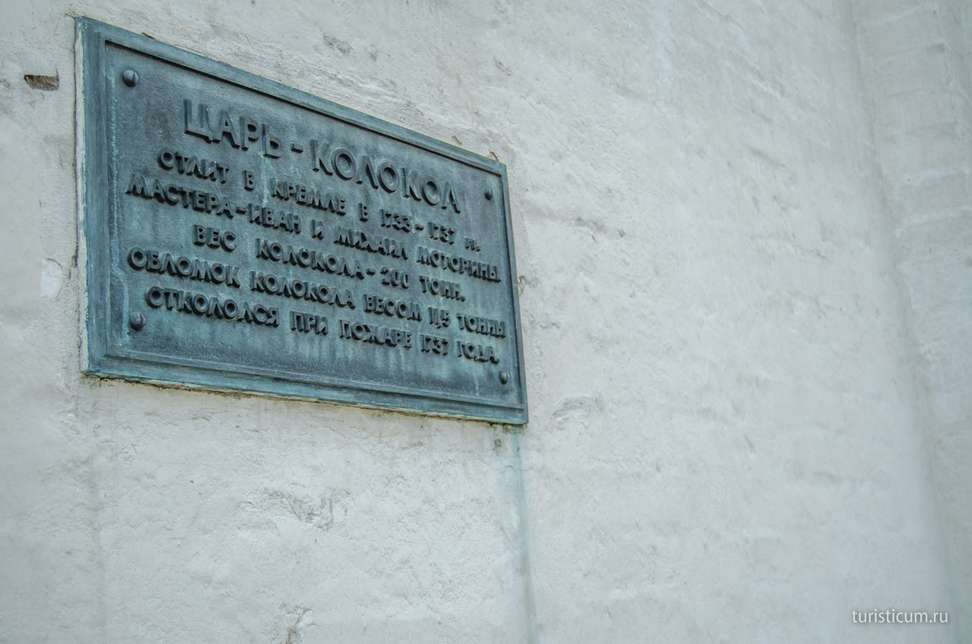 ЦАРЬ-КОЛОКОЛ
ОТЛИТ В КРЕМЛЕ В 1733-1737 гг.
МАСТЕРА-ИВАН И МИХАИЛ МОТОРИНЫ
ВЕС КОЛОКОЛА-200 ТОНН.
ОБЛОМОК КОЛОКОЛА ВЕСОМ 11,5 ТОННЫ
ОТКОЛОЛСЯ ПРИ ПОЖАРЕ 1737 ГОДА.
turisticum.ru